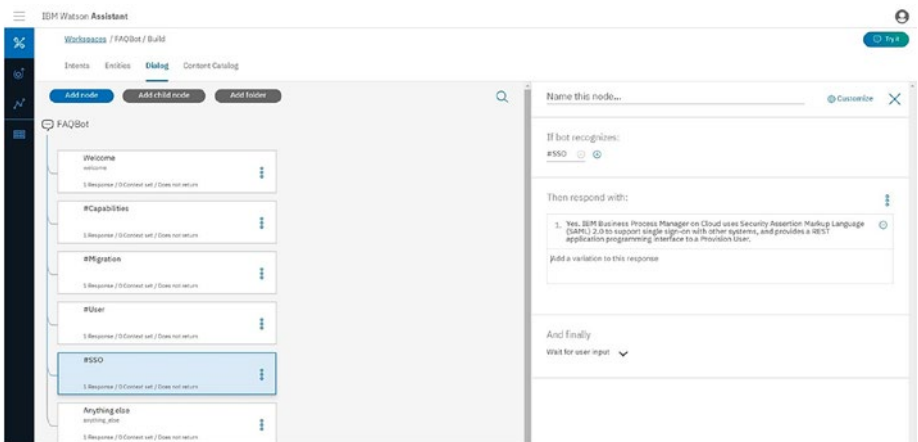 IBM Watson Assistant
Workspaces / FAQBot / Build
Try it
Intents Entities Dialog Content Catalog
Add node Add child node Add folder
FAQBot
Welcome
welcome
1 Response / 0 Context set / Does not return
#Capabilities
1 Response / 0 Context set / Does not return
#Migration
1 Response / 0 Context set / Does not return
#User
1 Response / 0 Context set / Does not return
#SSO
1 Response / 0 Context set / Does not return
Anything else
anything_else
1 Response / 0 Context set / Does not return
Name this node...
Customize
If bot recognizes:
#SSO
Then respond with:
1. Yes. IBM Business Process Manager on Cloud uses Security Assertion Markup Language
(SAML) 2.0 to support single sign-on with other systems, and provides a REST
application programming interface to a Provision User.
Add a variation to this response
And finally
Wait for user input